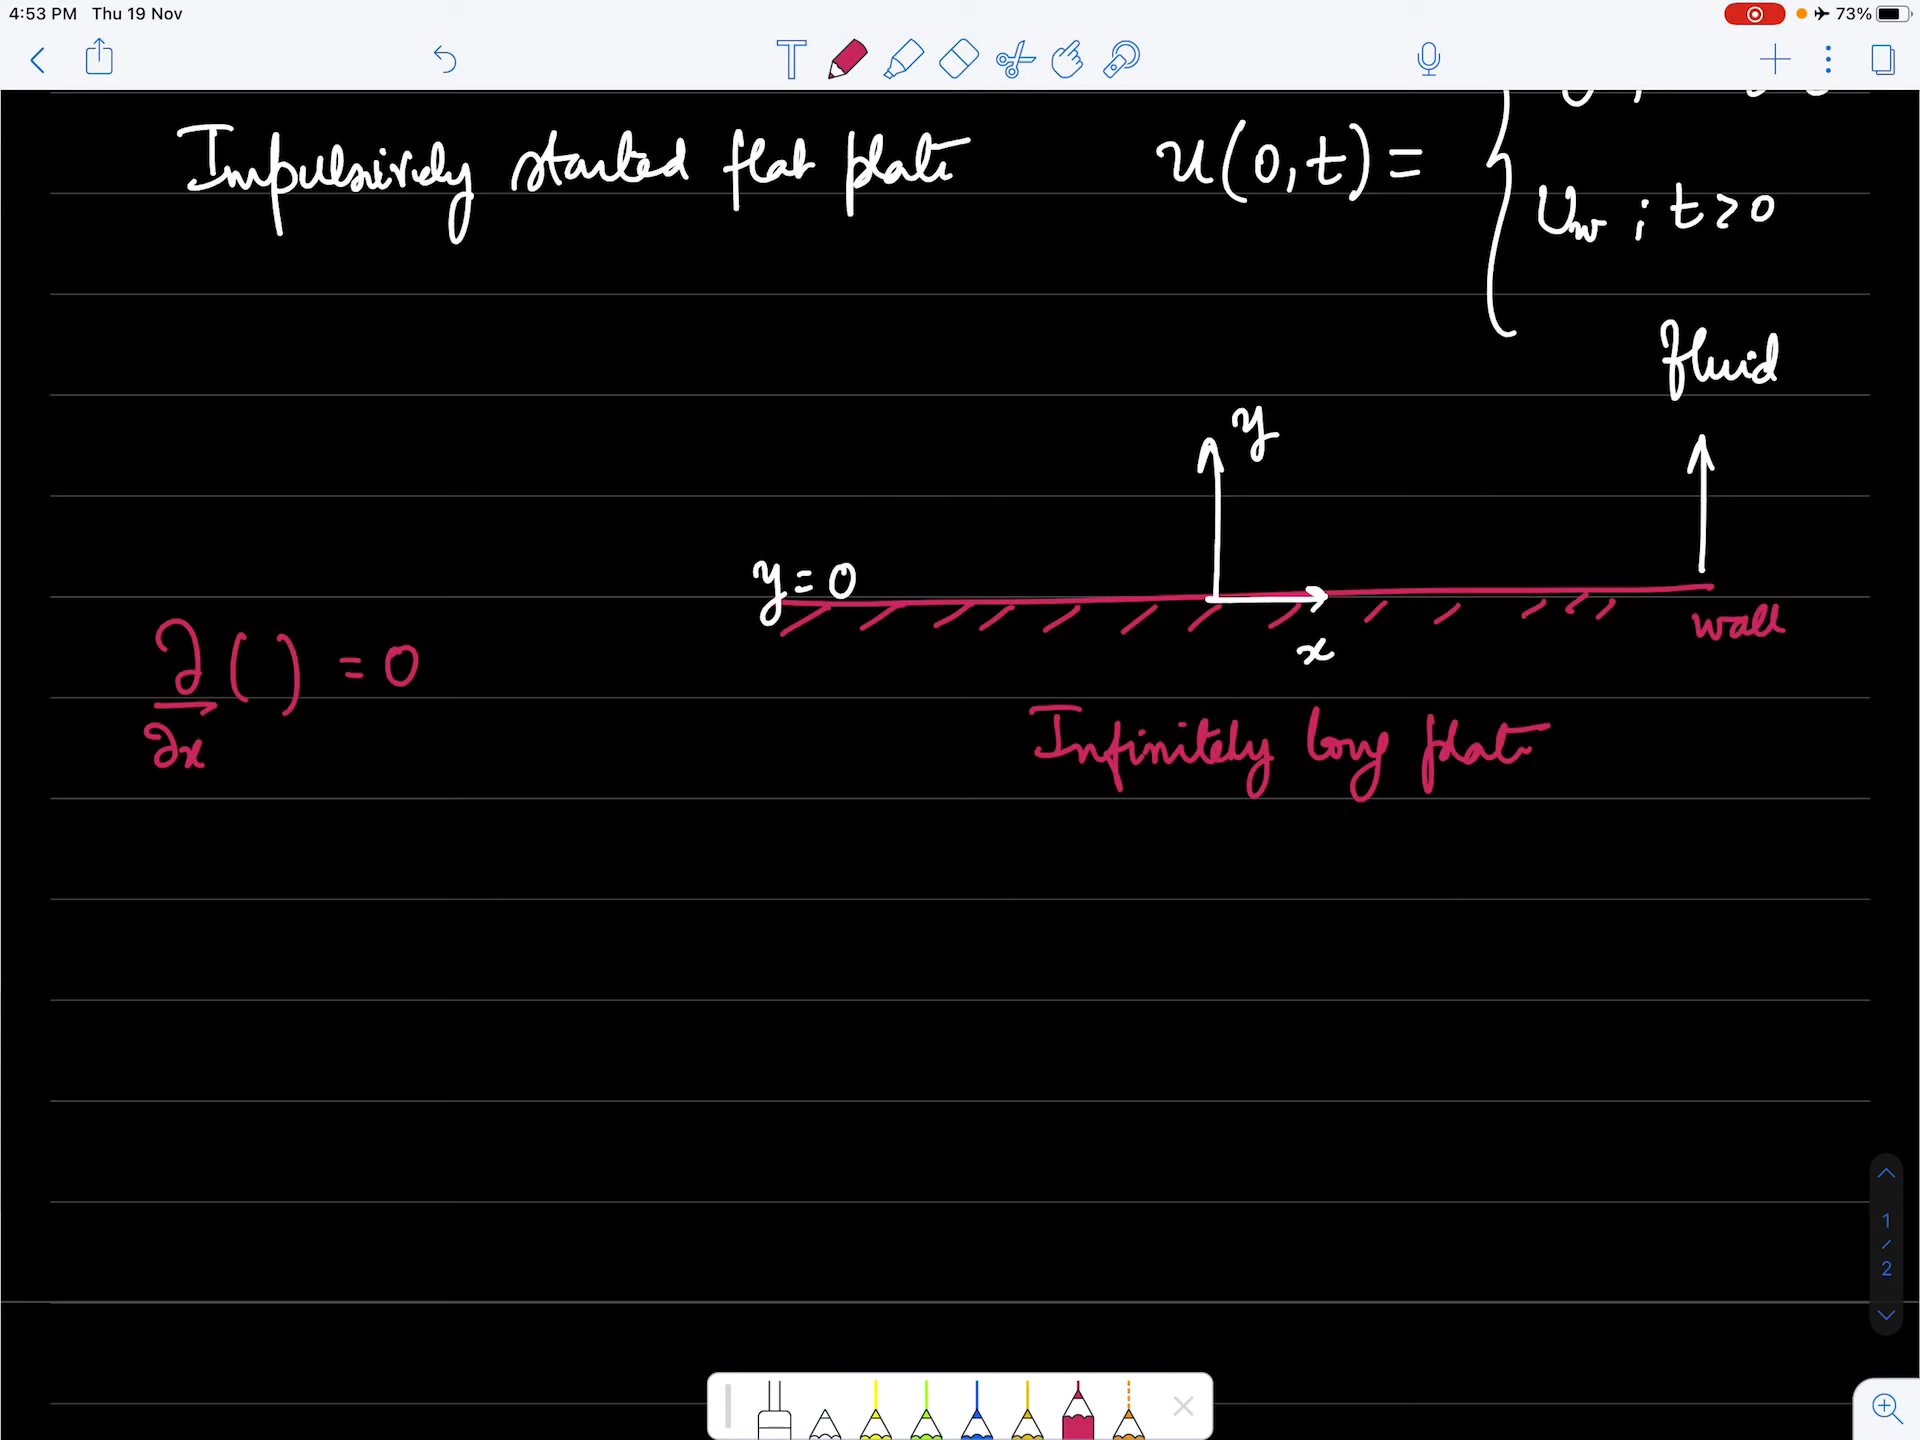 4:53 PM Thu 19 Nov
73%
Impulsively started flat plate u(0,t) = {
U_w ; t ≥ 0
fluid
y
y = 0
x
wall
∂/∂x ( ) = 0
Infinitely long plate
1
/
2